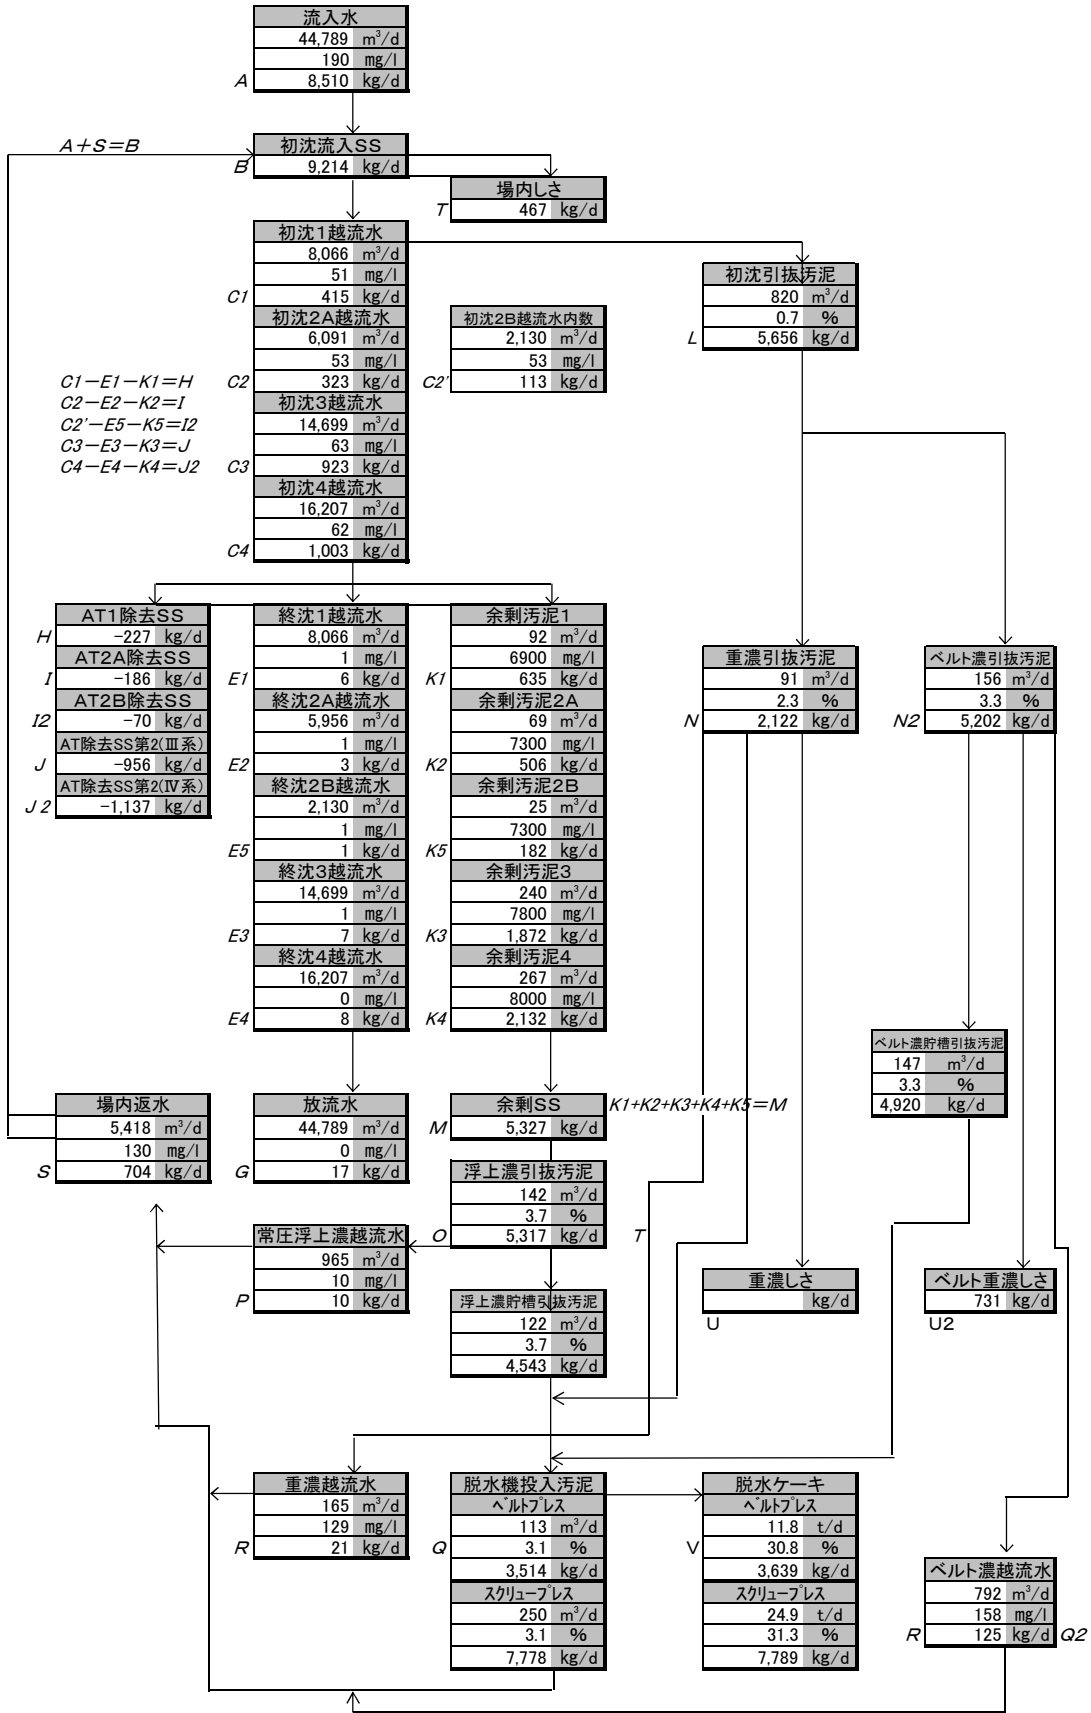 流入水
44,789 m³/d
190 mg/l
A 8,510 kg/d
A＋S＝B
初沈流入SS
B 9,214 kg/d
場内しさ
T 467 kg/d
初沈1越流水
8,066 m³/d
51 mg/l
C1 415 kg/d
初沈2A越流水
6,091 m³/d
53 mg/l
C2 323 kg/d
初沈3越流水
14,699 m³/d
63 mg/l
C3 923 kg/d
初沈4越流水
16,207 m³/d
62 mg/l
C4 1,003 kg/d
初沈2B越流水内数
2,130 m³/d
53 mg/l
C2' 113 kg/d
初沈引抜汚泥
820 m³/d
0.7 %
L 5,656 kg/d
C1－E1－K1＝H
C2－E2－K2＝I
C2'－E5－K5＝I2
C3－E3－K3＝J
C4－E4－K4＝J2
AT1除去SS
H -227 kg/d
AT2A除去SS
I -186 kg/d
AT2B除去SS
I2 -70 kg/d
AT除去SS第2(Ⅲ系)
J -956 kg/d
AT除去SS第2(Ⅳ系)
J2 -1,137 kg/d
終沈1越流水
8,066 m³/d
1 mg/l
E1 6 kg/d
終沈2A越流水
5,956 m³/d
1 mg/l
E2 3 kg/d
終沈2B越流水
2,130 m³/d
1 mg/l
E5 1 kg/d
終沈3越流水
14,699 m³/d
1 mg/l
E3 7 kg/d
終沈4越流水
16,207 m³/d
0 mg/l
E4 8 kg/d
余剰汚泥1
92 m³/d
6900 mg/l
K1 635 kg/d
余剰汚泥2A
69 m³/d
7300 mg/l
K2 506 kg/d
余剰汚泥2B
25 m³/d
7300 mg/l
K5 182 kg/d
余剰汚泥3
240 m³/d
7800 mg/l
K3 1,872 kg/d
余剰汚泥4
267 m³/d
8000 mg/l
K4 2,132 kg/d
重濃引抜汚泥
91 m³/d
2.3 %
N 2,122 kg/d
ベルト濃引抜汚泥
156 m³/d
3.3 %
N2 5,202 kg/d
ベルト濃貯槽引抜汚泥
147 m³/d
3.3 %
4,920 kg/d
場内返水
5,418 m³/d
130 mg/l
S 704 kg/d
放流水
44,789 m³/d
0 mg/l
G 17 kg/d
余剰SS
M 5,327 kg/d
K1+K2+K3+K4+K5＝M
浮上濃引抜汚泥
142 m³/d
3.7 %
O 5,317 kg/d
T
常圧浮上濃越流水
965 m³/d
10 mg/l
P 10 kg/d
浮上濃貯槽引抜汚泥
122 m³/d
3.7 %
4,543 kg/d
重濃しさ
kg/d
U
ベルト重濃しさ
731 kg/d
U2
重濃越流水
165 m³/d
129 mg/l
R 21 kg/d
脱水機投入汚泥
ﾍﾞﾙﾄﾌﾟﾚｽ
113 m³/d
Q 3.1 %
3,514 kg/d
ｽｸﾘｭｰﾌﾟﾚｽ
250 m³/d
3.1 %
7,778 kg/d
脱水ケーキ
ﾍﾞﾙﾄﾌﾟﾚｽ
11.8 t/d
V 30.8 %
3,639 kg/d
ｽｸﾘｭｰﾌﾟﾚｽ
24.9 t/d
31.3 %
7,789 kg/d
ベルト濃越流水
792 m³/d
158 mg/l
R 125 kg/d Q2